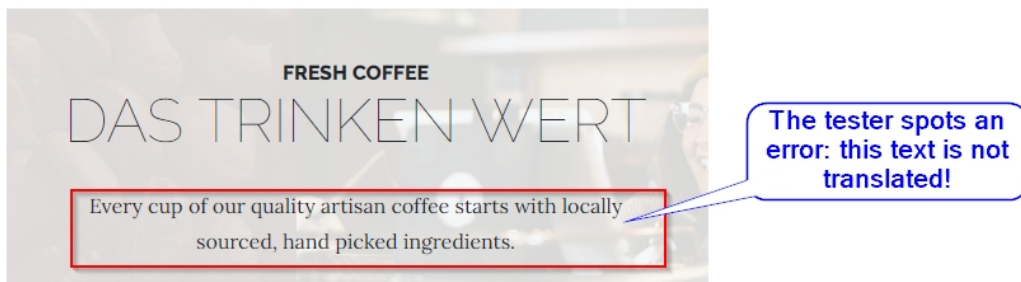 FRESH COFFEE
DAS TRINKEN WERT
Every cup of our quality artisan coffee starts with locally
sourced, hand picked ingredients.
The tester spots an
error: this text is not
translated!